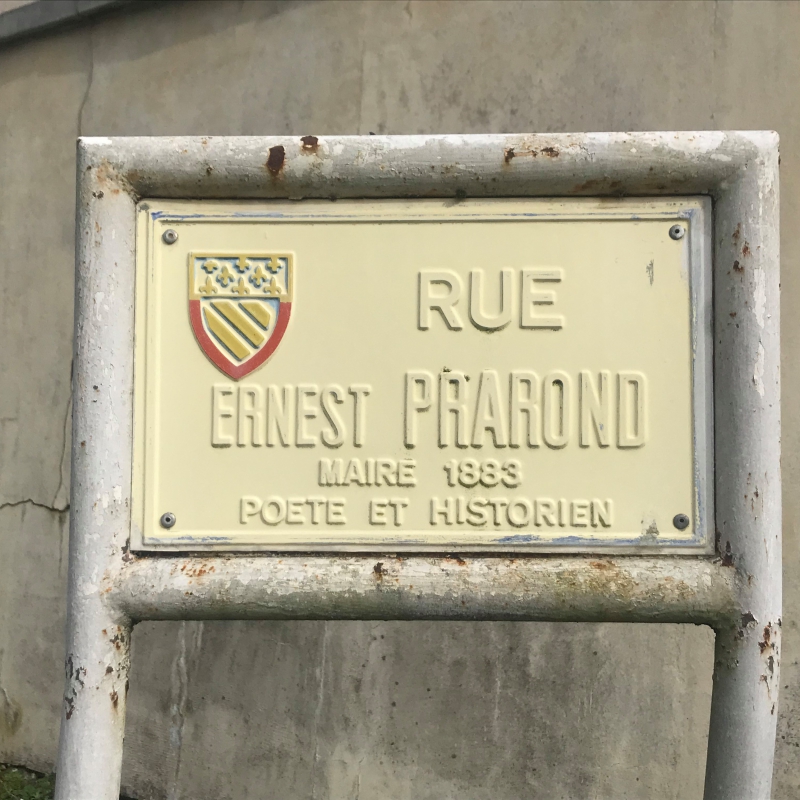 RUE
ERNEST PRAROND
MAIRE 1883
POETE ET HISTORIEN